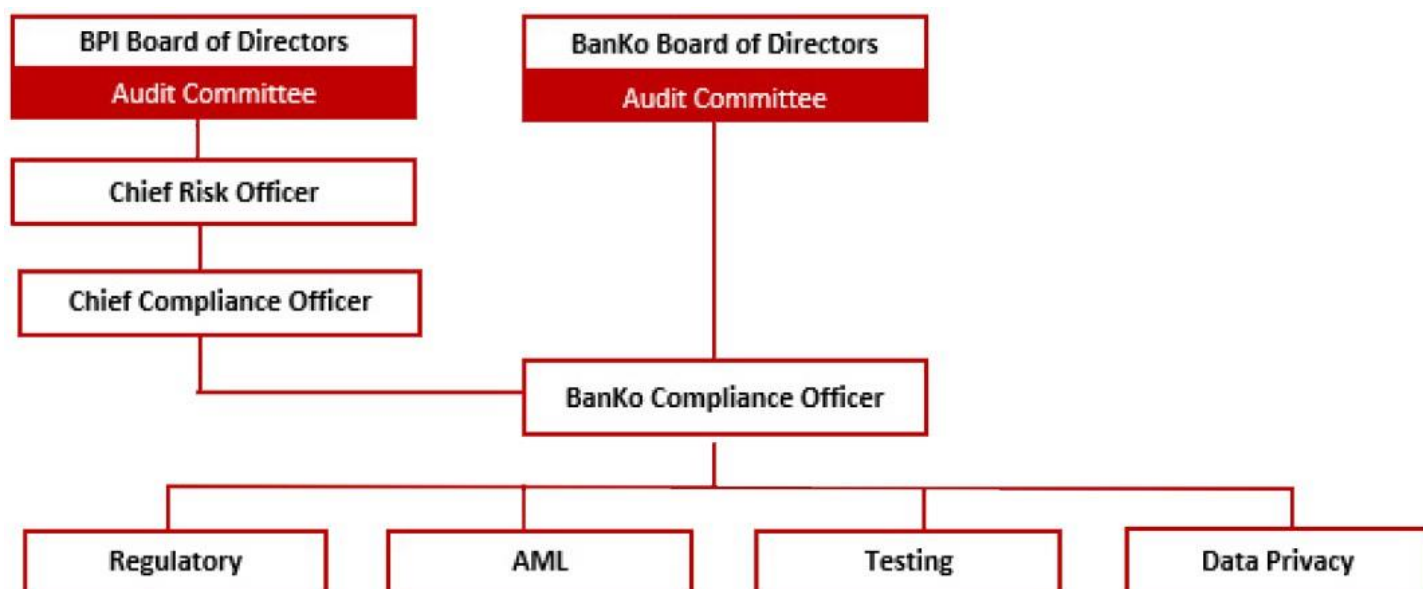 BPI Board of Directors
Audit Committee
BanKo Board of Directors
Audit Committee
Chief Risk Officer
Chief Compliance Officer
BanKo Compliance Officer
Regulatory
AML
Testing
Data Privacy